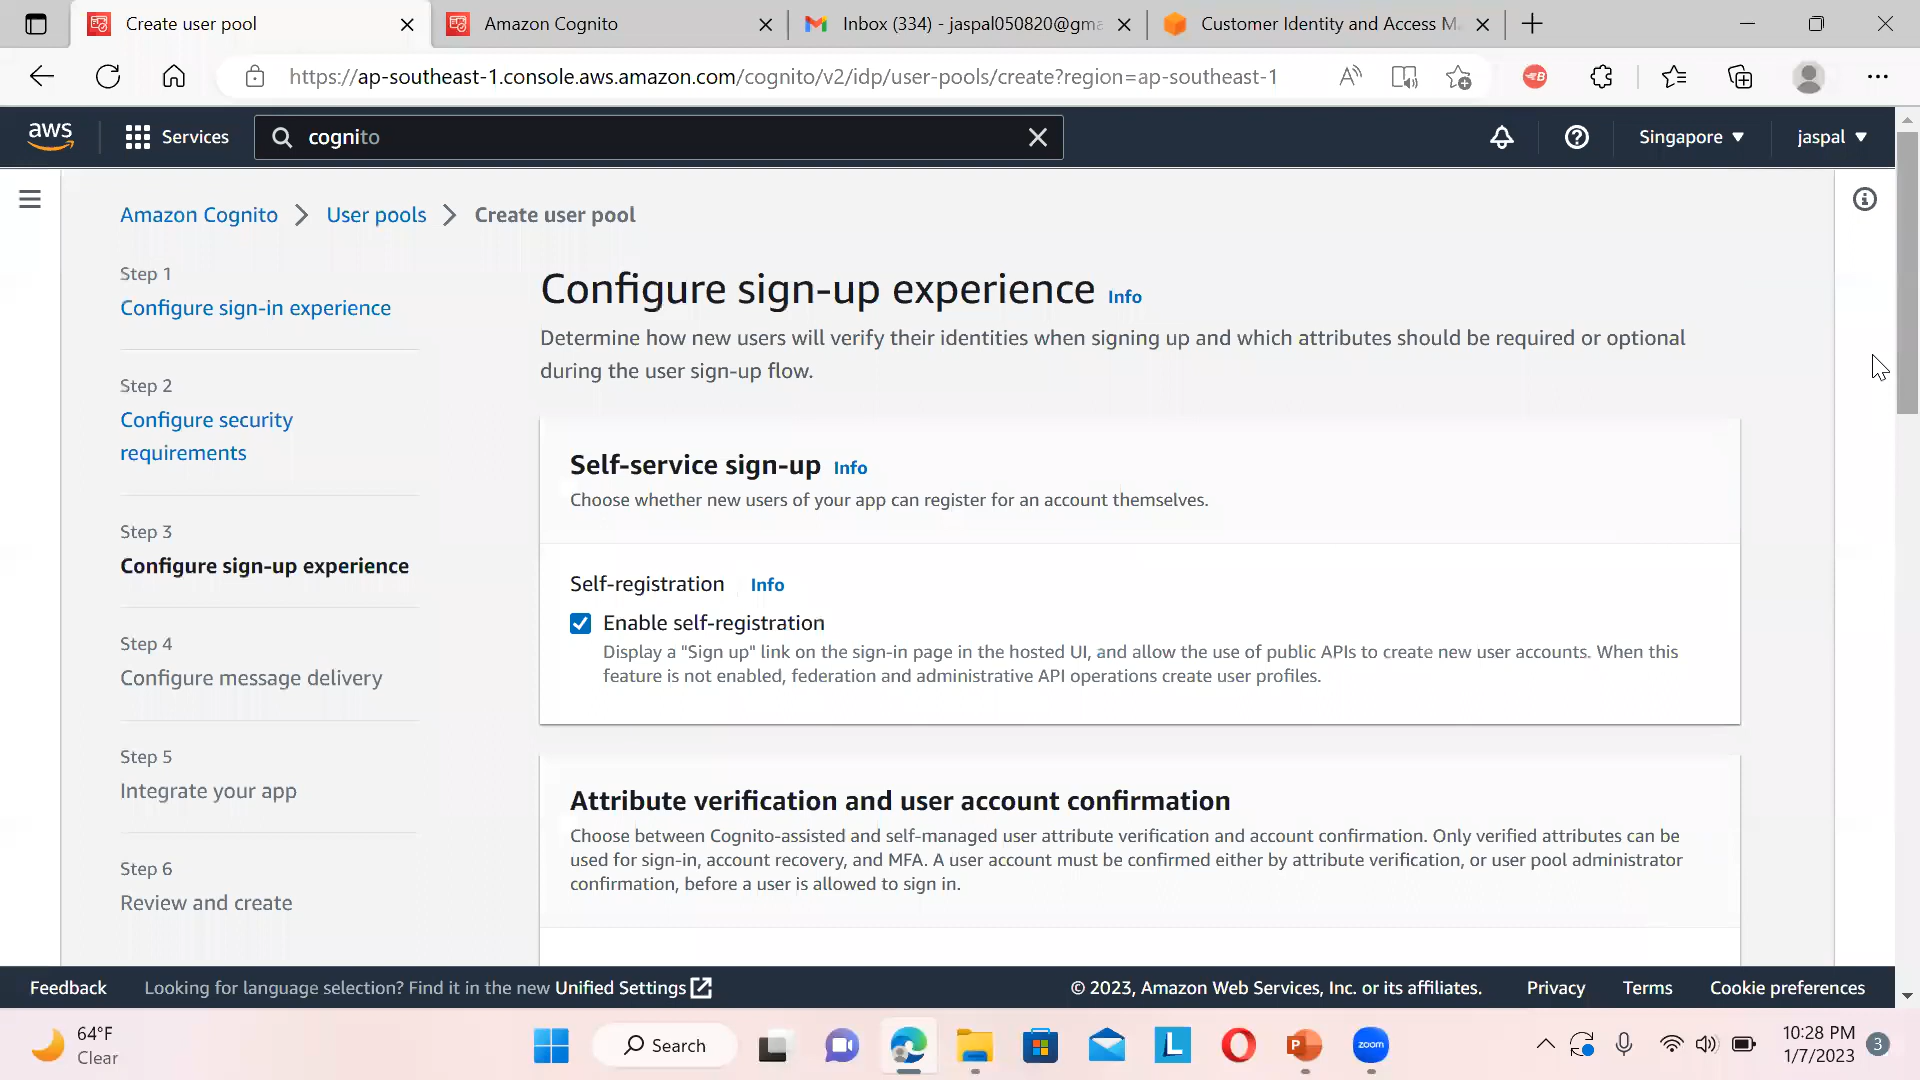 Create user pool
Amazon Cognito
Inbox (334) - jaspal050820@gma
Customer Identity and Access M
https://ap-southeast-1.console.aws.amazon.com/cognito/v2/idp/user-pools/create?region=ap-southeast-1
aws
Services
cognito
Singapore
jaspal
Amazon Cognito
User pools
Create user pool
Step 1
Configure sign-in experience
Step 2
Configure security
requirements
Step 3
Configure sign-up experience
Step 4
Configure message delivery
Step 5
Integrate your app
Step 6
Review and create
Configure sign-up experience Info
Determine how new users will verify their identities when signing up and which attributes should be required or optional
during the user sign-up flow.
Self-service sign-up Info
Choose whether new users of your app can register for an account themselves.
Self-registration Info
Enable self-registration
Display a "Sign up" link on the sign-in page in the hosted UI, and allow the use of public APIs to create new user accounts. When this
feature is not enabled, federation and administrative API operations create user profiles.
Attribute verification and user account confirmation
Choose between Cognito-assisted and self-managed user attribute verification and account confirmation. Only verified attributes can be
used for sign-in, account recovery, and MFA. A user account must be confirmed either by attribute verification, or user pool administrator
confirmation, before a user is allowed to sign in.
Feedback
Looking for language selection? Find it in the new Unified Settings
© 2023, Amazon Web Services, Inc. or its affiliates.
Privacy
Terms
Cookie preferences
64°F
Clear
Search
L
P
zoom
10:28 PM
1/7/2023
3